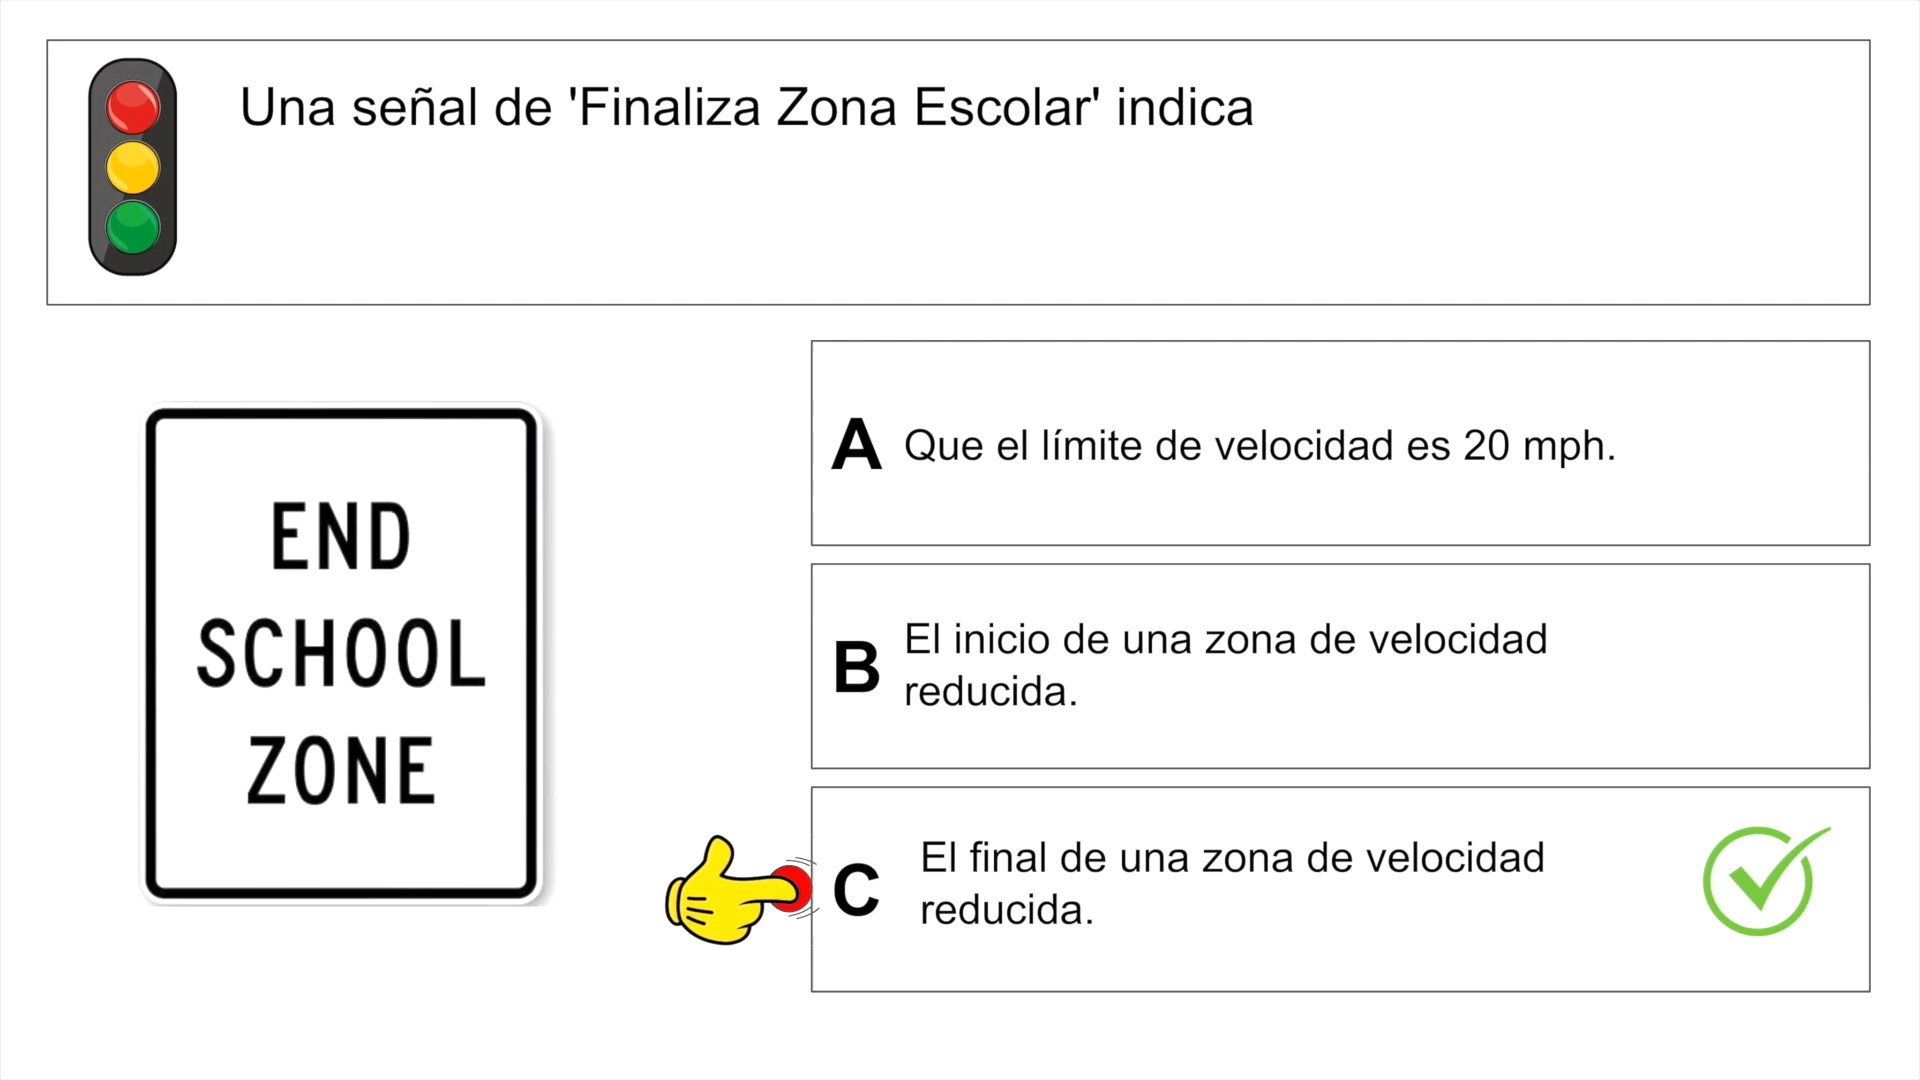 Una señal de 'Finaliza Zona Escolar' indica
END
SCHOOL
ZONE
A Que el límite de velocidad es 20 mph.
B El inicio de una zona de velocidad
reducida.
C El final de una zona de velocidad
reducida.